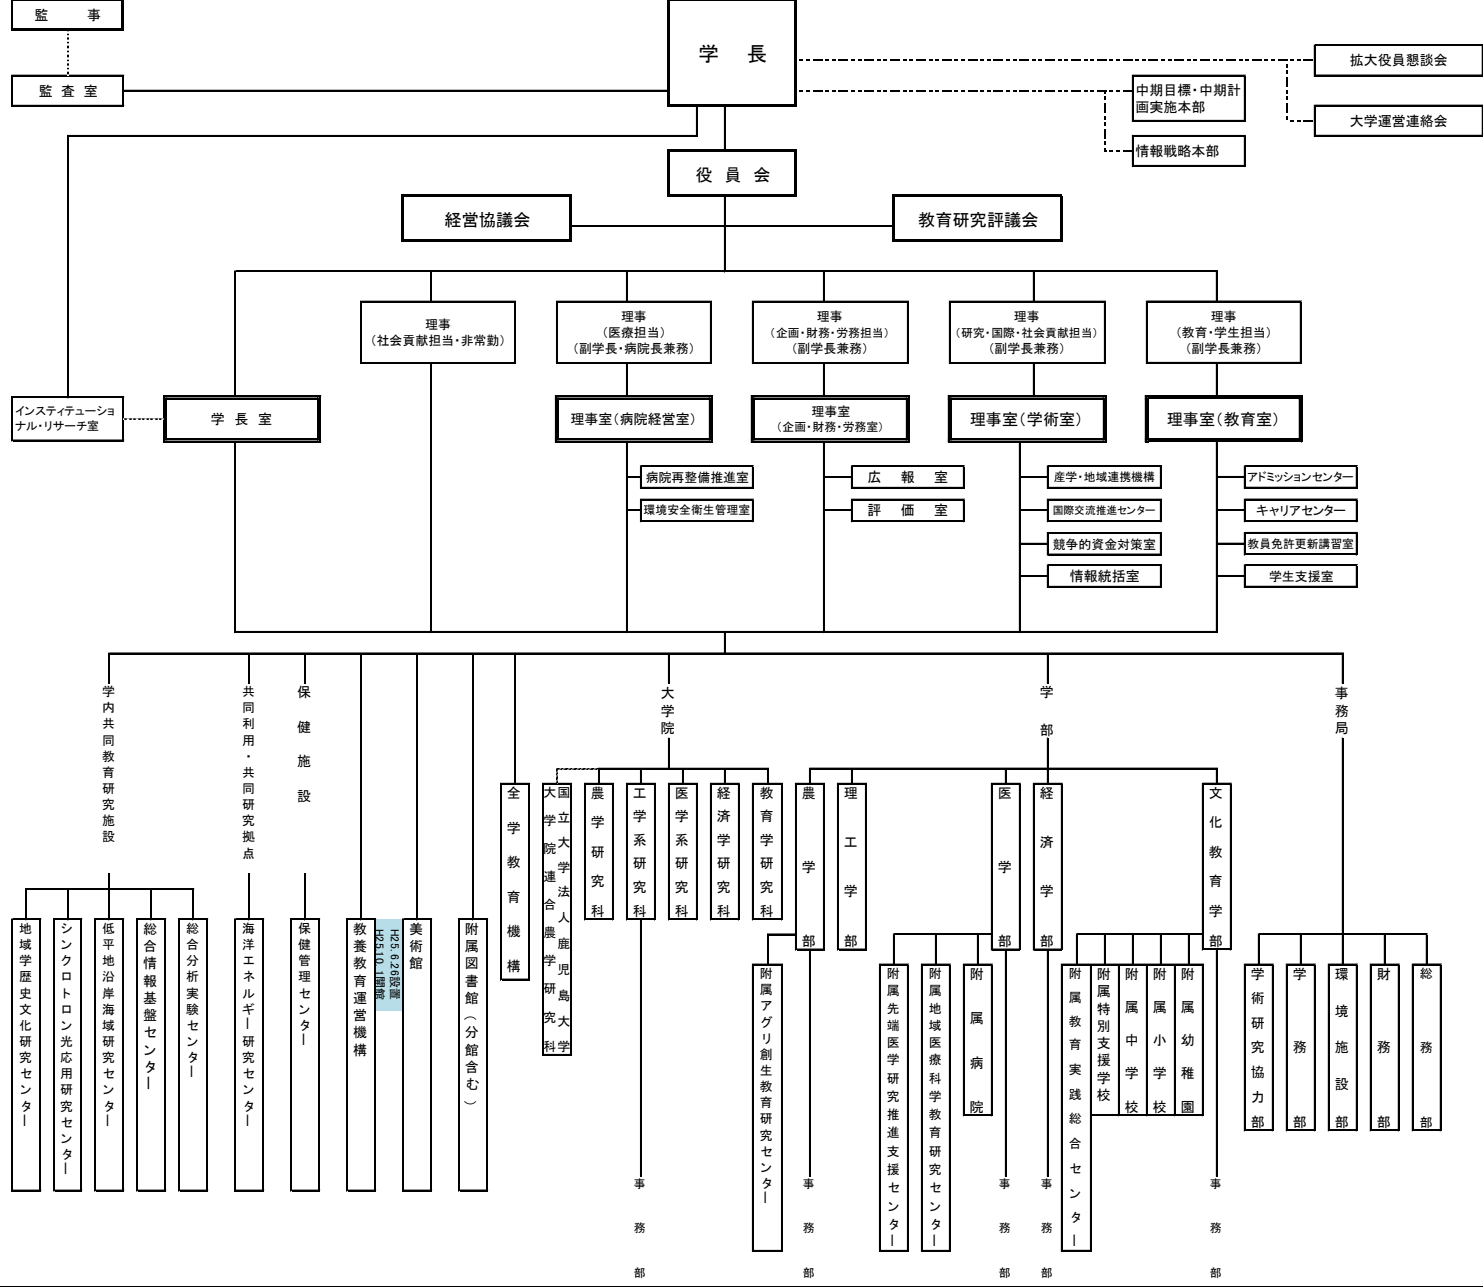 監　事
学　長
拡大役員懇談会
監 査 室
中期目標・中期計
画実施本部
大学運営連絡会
情報戦略本部
役 員 会
経営協議会
教育研究評議会
理事
（社会貢献担当・非常勤）
理事
（医療担当）
（副学長・病院長兼務）
理事
（企画・財務・労務担当）
（副学長兼務）
理事
（研究・国際・社会貢献担当）
（副学長兼務）
理事
（教育・学生担当）
（副学長兼務）
インスティテューショ
ナル・リサーチ室
学 長 室
理事室（病院経営室）
理事室
（企画・財務・労務室）
理事室（学術室）
理事室（教育室）
病院再整備推進室
環境安全衛生管理室
広 報 室
評 価 室
産学・地域連携機構
国際交流推進センター
競争的資金対策室
情報統括室
アドミッションセンター
キャリアセンター
教員免許更新講習室
学生支援室
学内共同教育研究施設
共同利用・共同研究拠点
保健施設
大学院
学部
事務局
地域学歴史文化研究センター
シンクロトロン光応用研究センター
低平地沿岸海域研究センター
総合情報基盤センター
総合分析実験センター
海洋エネルギー研究センター
保健管理センター
教養教育運営機構
H25.6.26設置
H25.10.1開館
美術館
附属図書館（分館含む）
全学教育機構
国立大学法人鹿児島大学
大学院連合農学研究科
農学研究科
工学系研究科
医学系研究科
経済学研究科
教育学研究科
農学部
理工学部
医学部
経済学部
文化教育学部
附属アグリ創生教育研究センター
附属先端医学研究推進支援センター
附属地域医療科学教育研究センター
附属病院
附属教育実践総合センター
附属特別支援学校
附属中学校
附属小学校
附属幼稚園
学術研究協力部
学務部
環境施設部
財務部
総務部
事務部
事務部
事務部
事務部
事務部